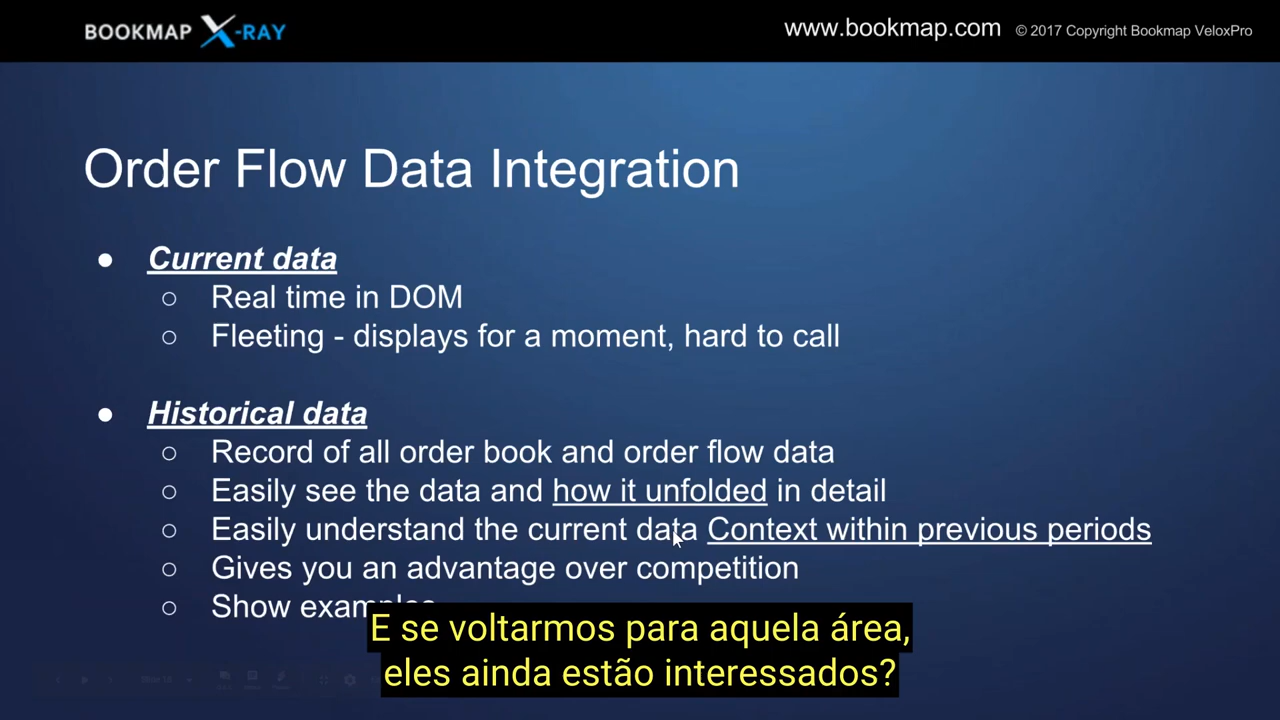 BOOKMAP X-RAY
www.bookmap.com © 2017 Copyright Bookmap VeloxPro
Order Flow Data Integration
● Current data
○ Real time in DOM
○ Fleeting - displays for a moment, hard to call
● Historical data
○ Record of all order book and order flow data
○ Easily see the data and how it unfolded in detail
○ Easily understand the current data Context within previous periods
○ Gives you an advantage over competition
○ Show examples
E se voltarmos para aquela área,
eles ainda estão interessados?